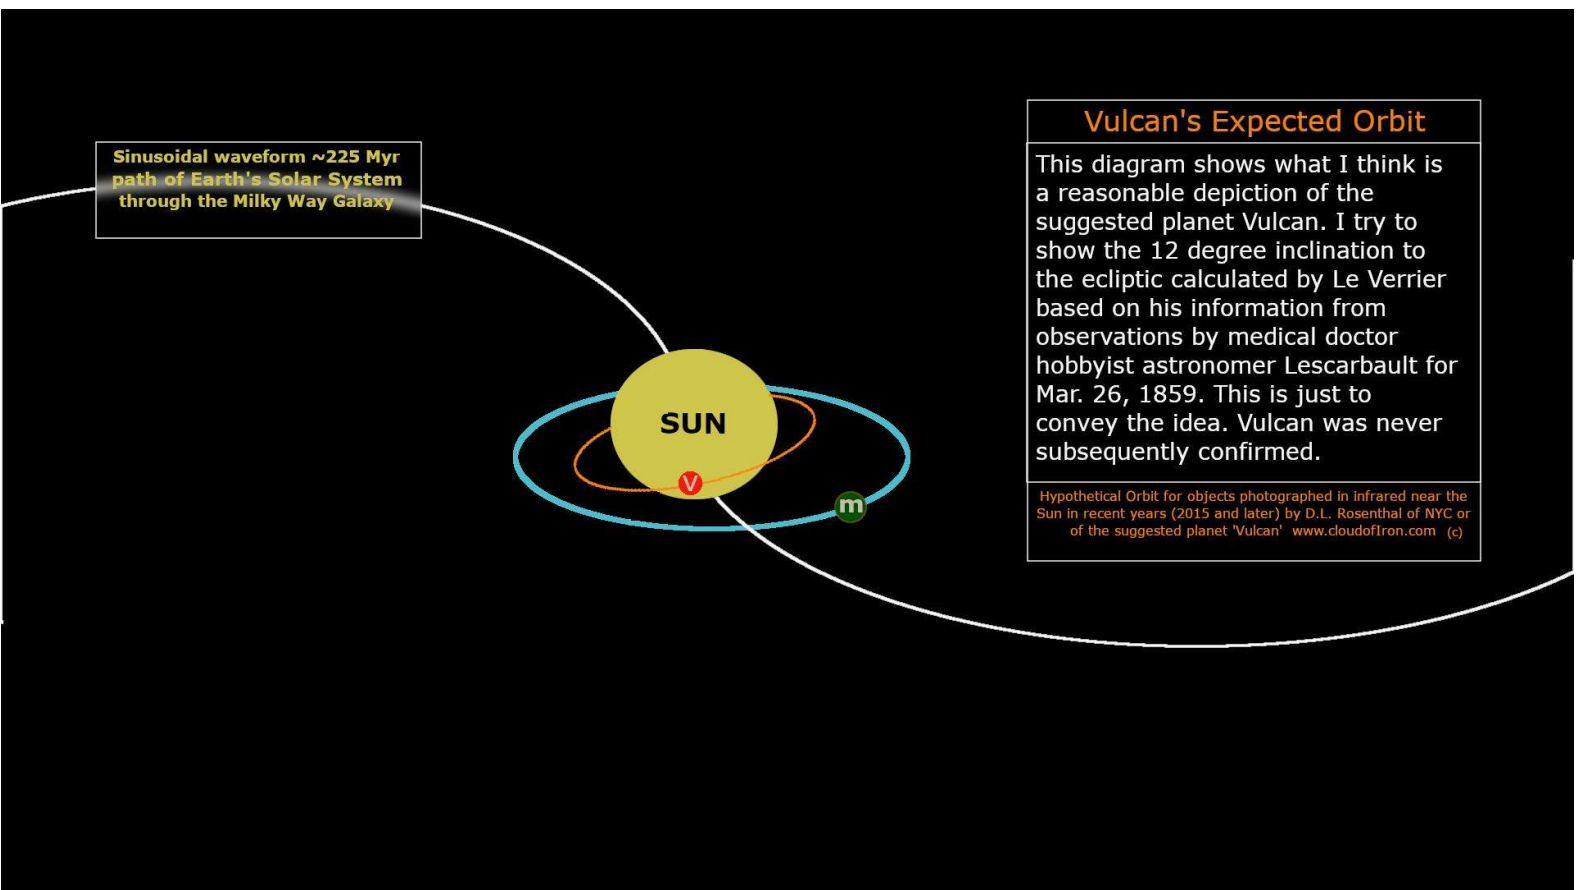 Sinusoidal waveform ~225 Myr
path of Earth's Solar System
through the Milky Way Galaxy
Vulcan's Expected Orbit
This diagram shows what I think is
a reasonable depiction of the
suggested planet Vulcan. I try to
show the 12 degree inclination to
the ecliptic calculated by Le Verrier
based on his information from
observations by medical doctor
hobbyist astronomer Lescarbault for
Mar. 26, 1859. This is just to
convey the idea. Vulcan was never
subsequently confirmed.
Hypothetical Orbit for objects photographed in infrared near the
Sun in recent years (2015 and later) by D.L. Rosenthal of NYC or
of the suggested planet 'Vulcan' www.cloudofIron.com (c)
SUN
V
m